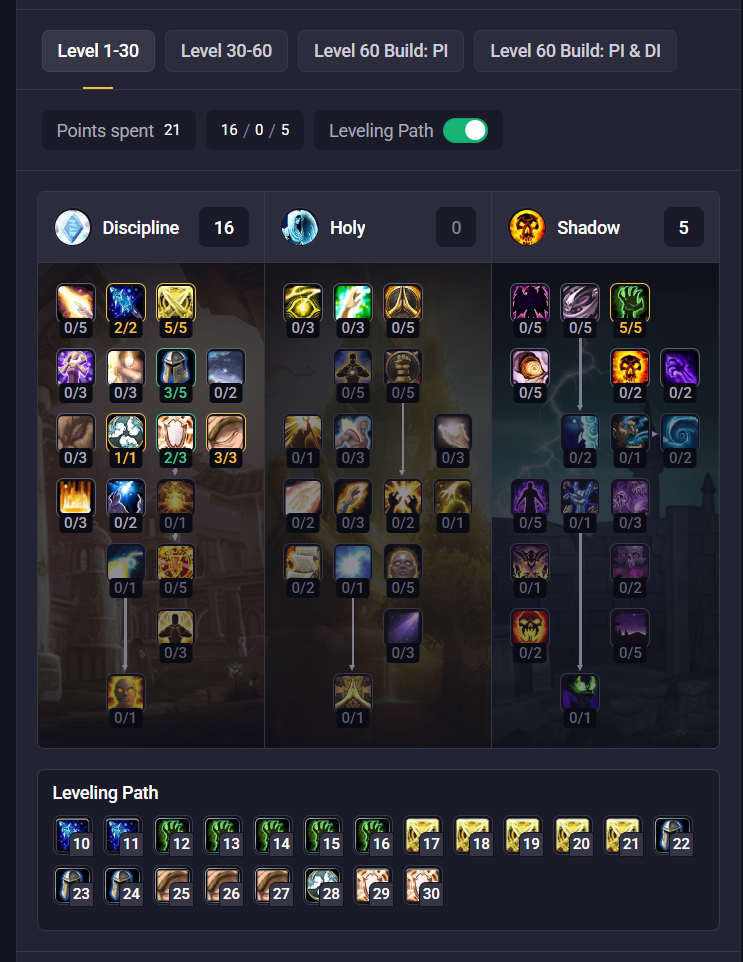 Level 1-30 Level 30-60 Level 60 Build: PI Level 60 Build: PI & DI
Points spent 21 16 / 0 / 5 Leveling Path
Discipline 16 Holy 0 Shadow 5
0/5 2/2 5/5 0/3 0/3 0/5 0/5 0/5 5/5
0/3 0/3 3/5 0/2 0/5 0/5 0/5 0/2 0/2
0/3 1/1 2/3 3/3 0/1 0/3 0/3 0/2 0/1 0/2
0/3 0/2 0/1 0/2 0/3 0/2 0/1 0/5 0/1 0/3
0/1 0/5 0/2 0/1 0/5 0/1 0/2
0/3 0/3 0/2 0/5
0/1 0/1 0/1
Leveling Path
10 11 12 13 14 15 16 17 18 19 20 21 22
23 24 25 26 27 28 29 30